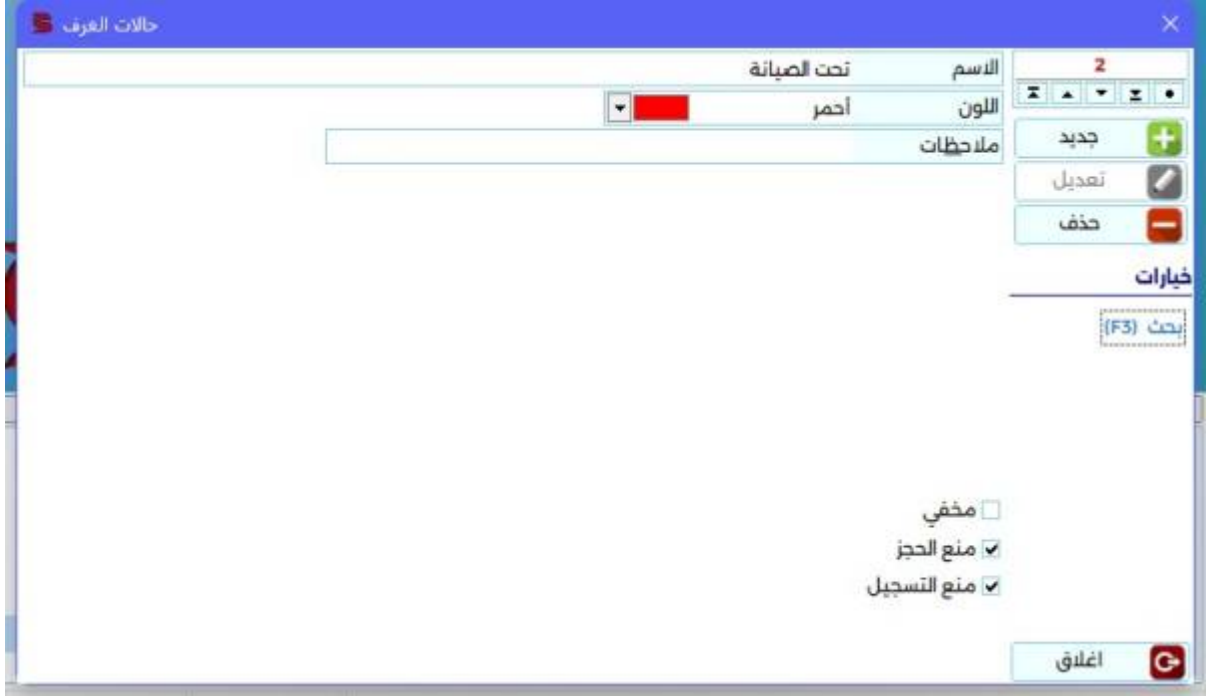 حالات الغرف
الاسم تحت الصيانة
اللون أحمر
ملاحظات
2
جديد
تعديل
حذف
خيارات
بحث (F3)
مخفي
منع الحجز
منع التسجيل
اغلاق